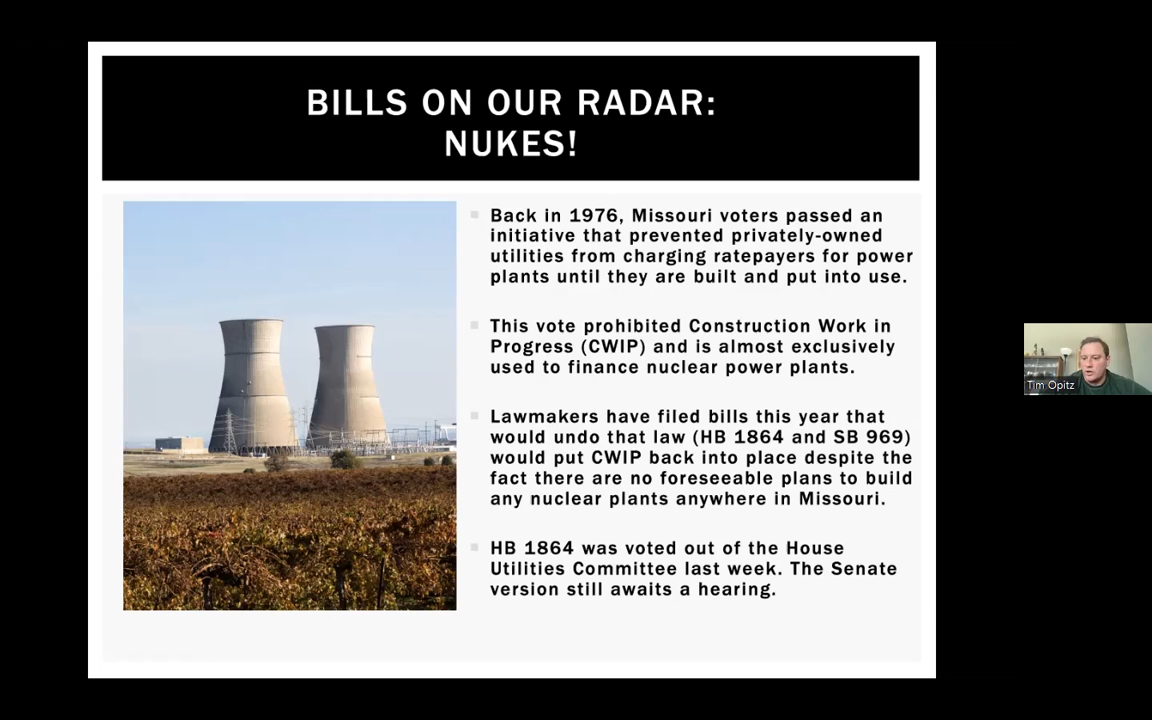 BILLS ON OUR RADAR:
NUKES!
Back in 1976, Missouri voters passed an
initiative that prevented privately-owned
utilities from charging ratepayers for power
plants until they are built and put into use.
This vote prohibited Construction Work in
Progress (CWIP) and is almost exclusively
used to finance nuclear power plants.
Lawmakers have filed bills this year that
would undo that law (HB 1864 and SB 969)
would put CWIP back into place despite the
fact there are no foreseeable plans to build
any nuclear plants anywhere in Missouri.
HB 1864 was voted out of the House
Utilities Committee last week. The Senate
version still awaits a hearing.
Tim Opitz